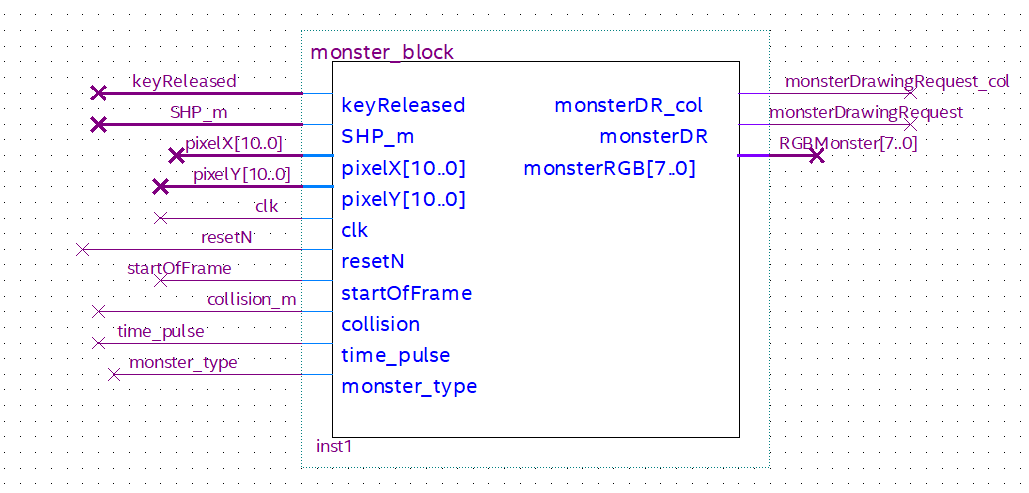 monster_block
keyReleased
monsterDrawingRequest_col
keyReleased
monsterDR_col
SHP_m
monsterDrawingRequest
SHP_m
monsterDR
pixelX[10..0]
RGBMonster[7..0]
pixelX[10..0]
monsterRGB[7..0]
pixelY[10..0]
pixelY[10..0]
clk
clk
resetN
resetN
startOfFrame
startOfFrame
collision_m
collision
time_pulse
time_pulse
monster_type
monster_type
inst1